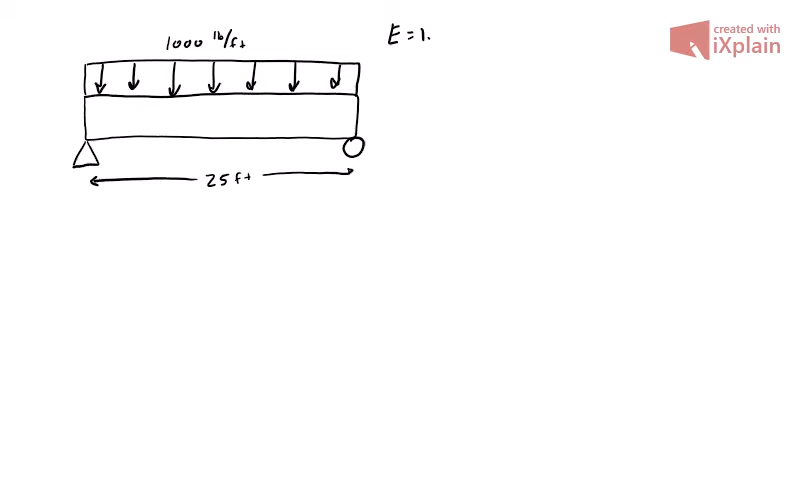 1000 lb/ft
E = 1.
created with
iXplain
25 ft